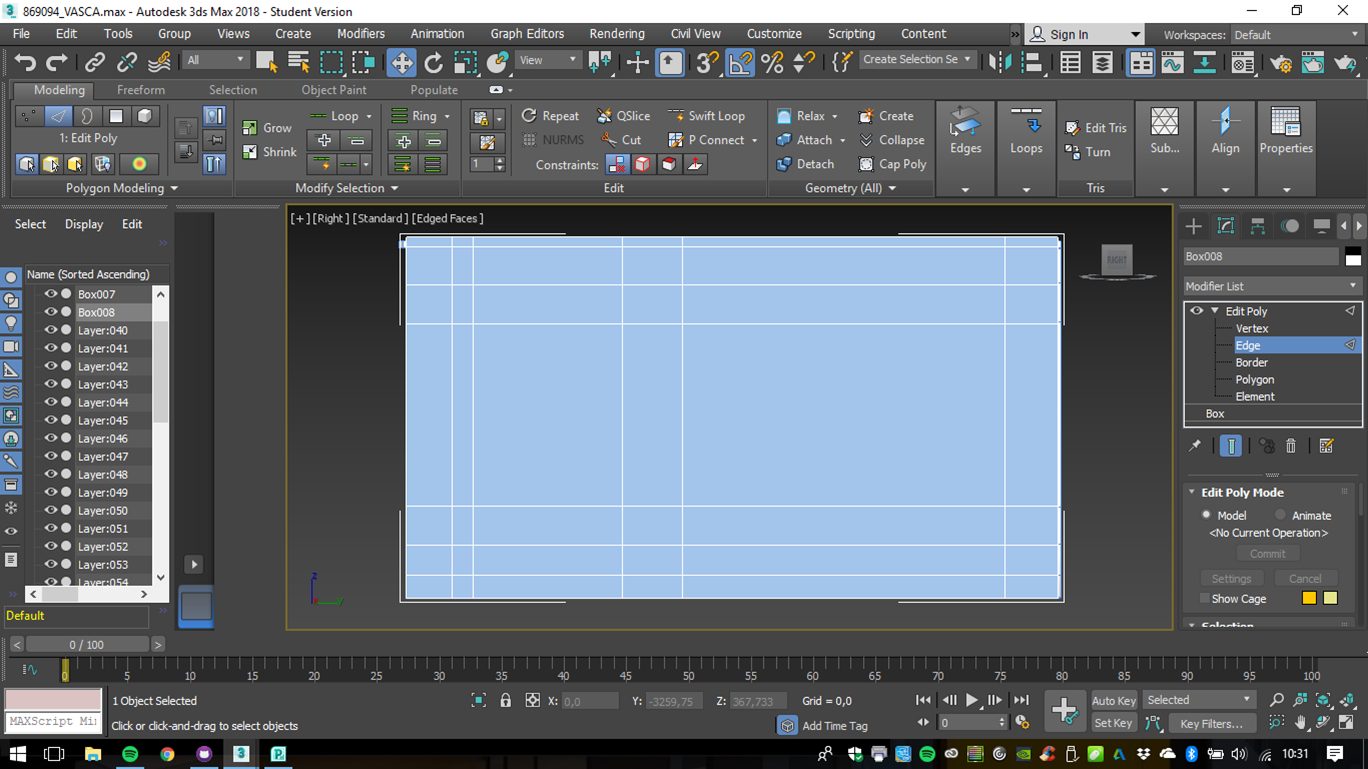 869094_VASCA.max - Autodesk 3ds Max 2018 - Student Version
File Edit Tools Group Views Create Modifiers Animation Graph Editors Rendering Civil View Customize Scripting Content » Sign In Workspaces: Default
All View 3 Create Selection Se
Modeling Freeform Selection Object Paint Populate
Loop Ring Repeat QSlice Swift Loop Relax Create
1: Edit Poly Grow NURMS Cut P Connect Attach Collapse Edit Tris
Shrink 1 Constraints: Detach Cap Poly Turn Edges Loops Sub... Align Properties
Polygon Modeling Modify Selection Edit Geometry (All) Tris
Select Display Edit
»
Name (Sorted Ascending)
Box007
Box008
Layer:040
Layer:041
Layer:042
Layer:043
Layer:044
Layer:045
Layer:046
Layer:047
Layer:048
Layer:049
Layer:050
Layer:051
Layer:052
Layer:053
Layer:054
Default
[+] [Right ] [Standard ] [Edged Faces ]
RIGHT
z
y
Box008
Modifier List
Edit Poly
Vertex
Edge
Border
Polygon
Element
Box
Edit Poly Mode
Model Animate
<No Current Operation>
Commit
Settings Cancel
Show Cage
Selection
< 0 / 100 >
0 5 10 15 20 25 30 35 40 45 50 55 60 65 70 75 80 85 90 95 100
1 Object Selected X: 0,0 Y: -3259,75 Z: 367,733 Grid = 0,0 Auto Key Selected
MAXScript Mi
Click or click-and-drag to select objects Add Time Tag 0 Set Key Key Filters...
10:31